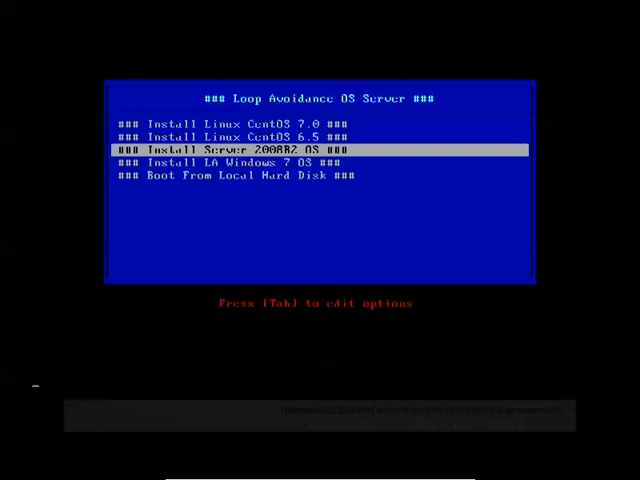 ### Loop Avoidance OS Server ###
### Install Linux CentOS 7.0 ###
### Install Linux CentOS 6.5 ###
### Install Server 2008R2 OS ###
### Install LA Windows 7 OS ###
### Boot From Local Hard Disk ###
Press [Tab] to edit options